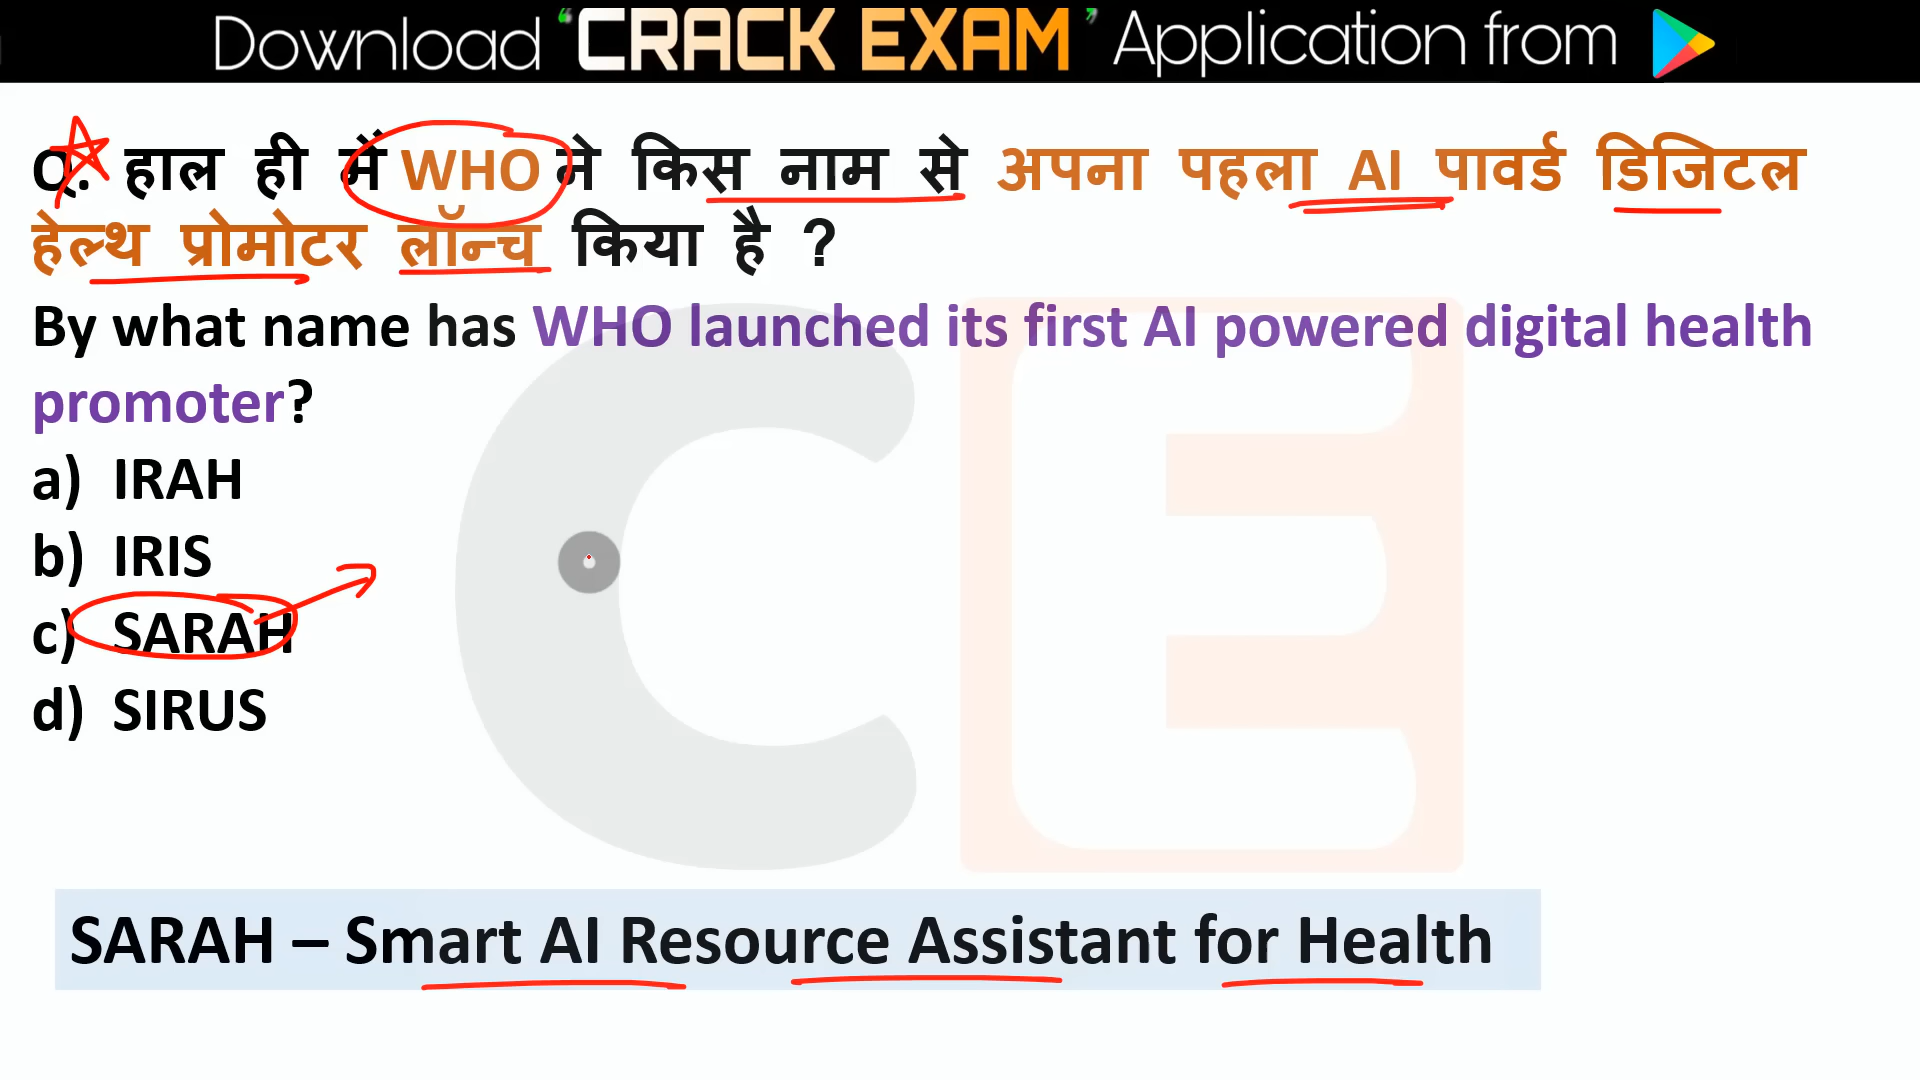 Download ‘CRACK EXAM’ Application from
Q. हाल ही में WHO ने किस नाम से अपना पहला AI पावर्ड डिजिटल
हेल्थ प्रोमोटर लॉन्च किया है ?
By what name has WHO launched its first AI powered digital health
promoter?
a) IRAH
b) IRIS
c) SARAH
d) SIRUS
CE
SARAH – Smart AI Resource Assistant for Health